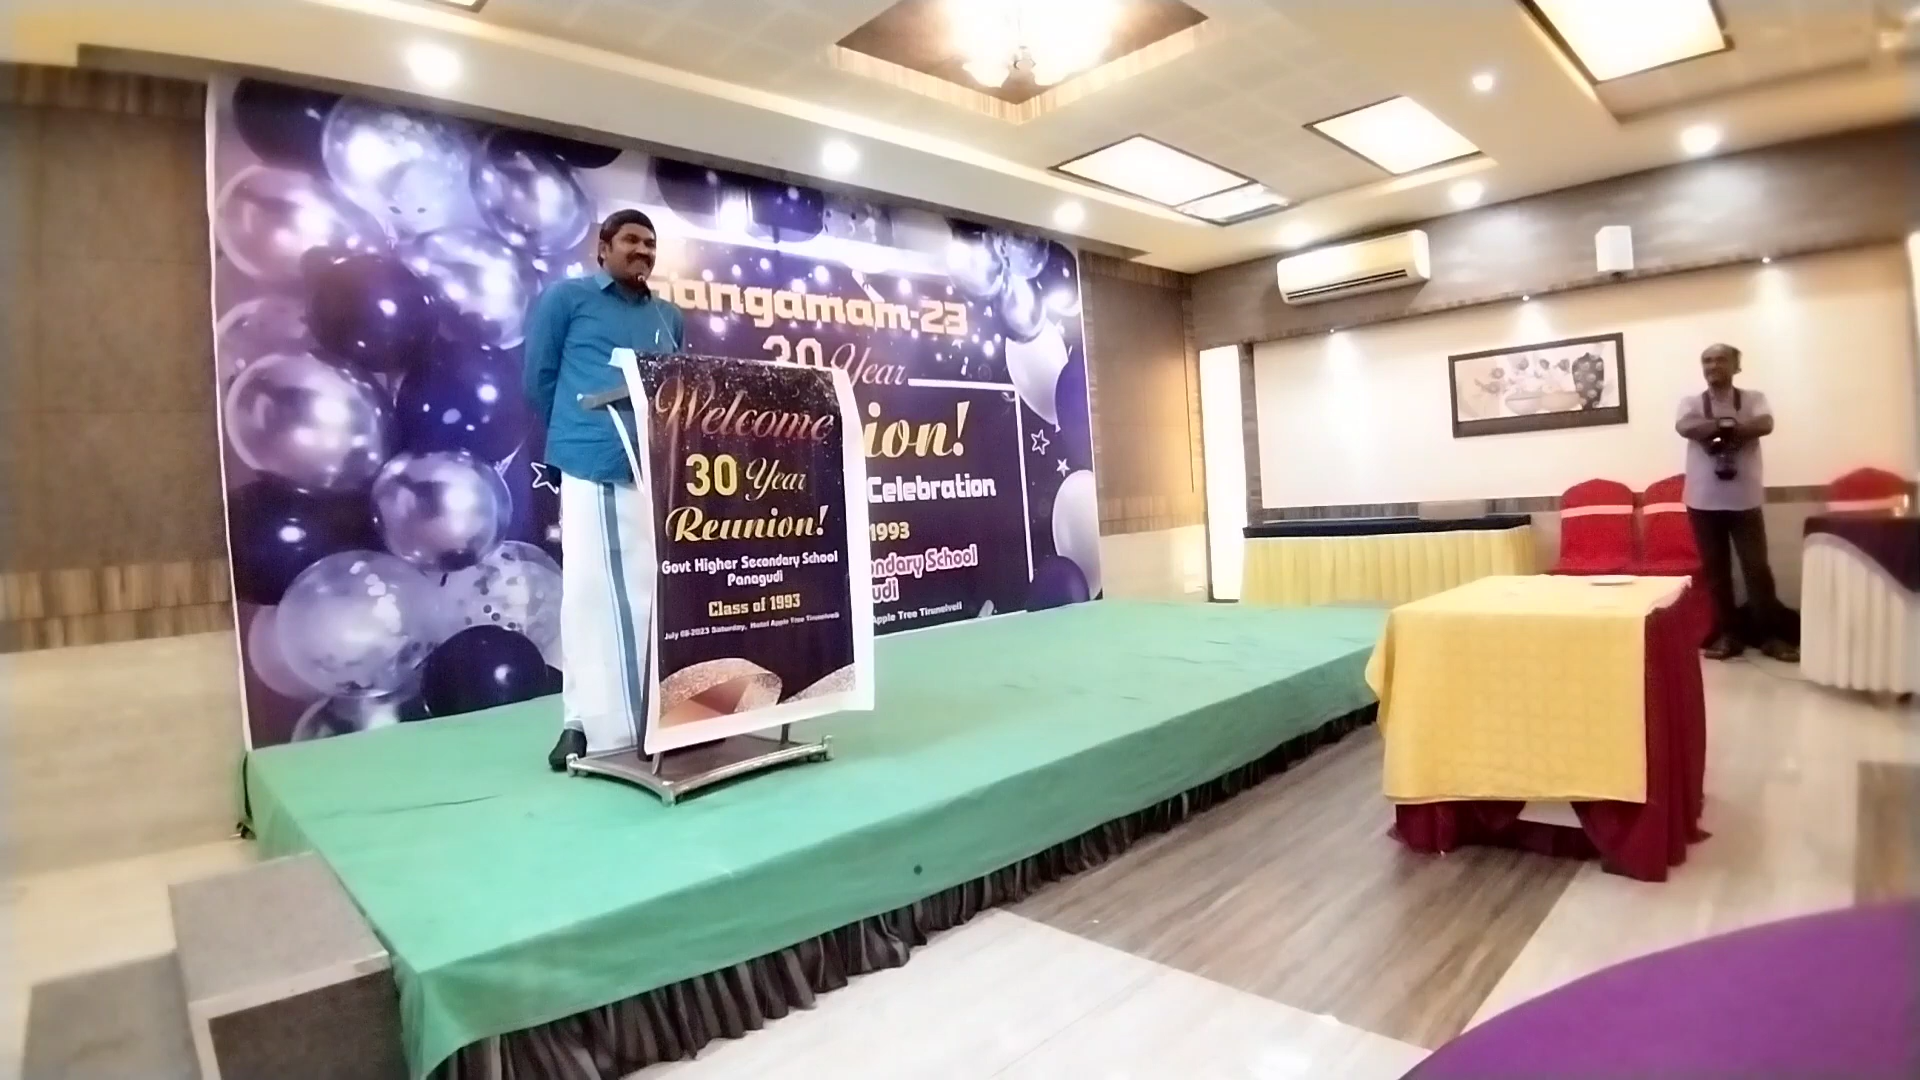 Sangamam-23
30 Year
ion!
Celebration
1993
ondary School
udi
Apple Tree Tirunelveli
Welcome
30 Year
Reunion!
Govt Higher Secondary School
Panagudi
Class of 1993
July 08-2023 Saturday, Hotel Apple Tree Tirunelveli